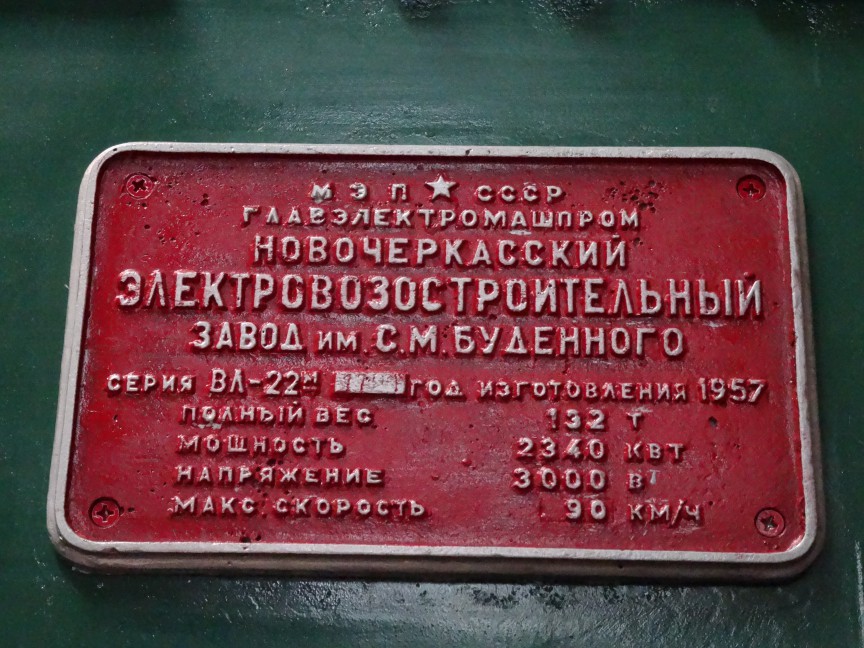 МЭП ★ СССР
ГЛАВЭЛЕКТРОМАШПРОМ
НОВОЧЕРКАССКИЙ
ЭЛЕКТРОВОЗОСТРОИТЕЛЬНЫЙ
ЗАВОД им. С.М. БУДЕННОГО
СЕРИЯ ВЛ-22М ГОД ИЗГОТОВЛЕНИЯ 1957
ПОЛНЫЙ ВЕС 132 Т
МОЩНОСТЬ 2340 КВТ
НАПРЯЖЕНИЕ 3000 ВТ
МАКС. СКОРОСТЬ 90 КМ/Ч